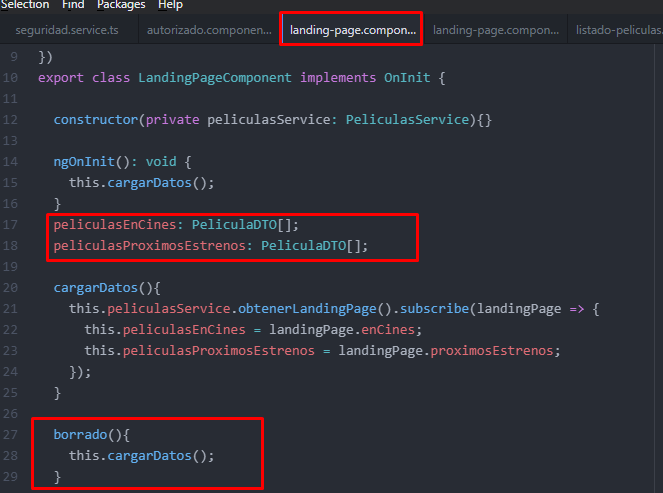 Selection Find Packages Help
seguridad.service.ts autorizado.componen... landing-page.compon... landing-page.compon... listado-peliculas.
9 })
10 export class LandingPageComponent implements OnInit {
11
12 constructor(private peliculasService: PeliculasService){}
13
14 ngOnInit(): void {
15 this.cargarDatos();
16 }
17 peliculasEnCines: PeliculaDTO[];
18 peliculasProximosEstrenos: PeliculaDTO[];
19
20 cargarDatos(){
21 this.peliculasService.obtenerLandingPage().subscribe(landingPage => {
22 this.peliculasEnCines = landingPage.enCines;
23 this.peliculasProximosEstrenos = landingPage.proximosEstrenos;
24 });
25 }
26
27 borrado(){
28 this.cargarDatos();
29 }